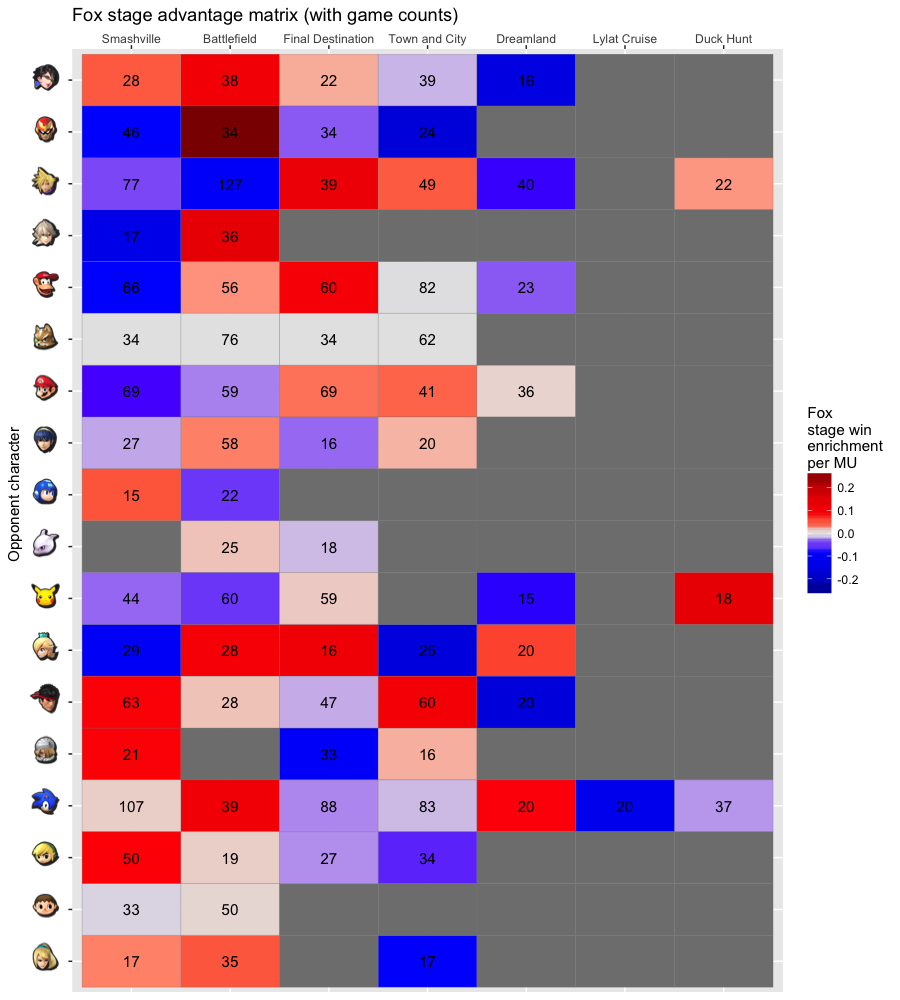 Fox stage advantage matrix (with game counts)
Smashville Battlefield Final Destination Town and City Dreamland Lylat Cruise Duck Hunt
28 38 22 39 16
46 34 34 24
77 127 39 49 40 22
17 36
66 56 60 82 23
34 76 34 62
69 59 69 41 36
27 58 16 20
15 22
25 18
44 60 59 15 18
29 28 16 25 20
63 28 47 60 20
21 33 16
107 39 88 83 20 20 37
50 19 27 34
33 50
17 35 17
Opponent character
Fox
stage win
enrichment
per MU
0.2
0.1
0.0
-0.1
-0.2